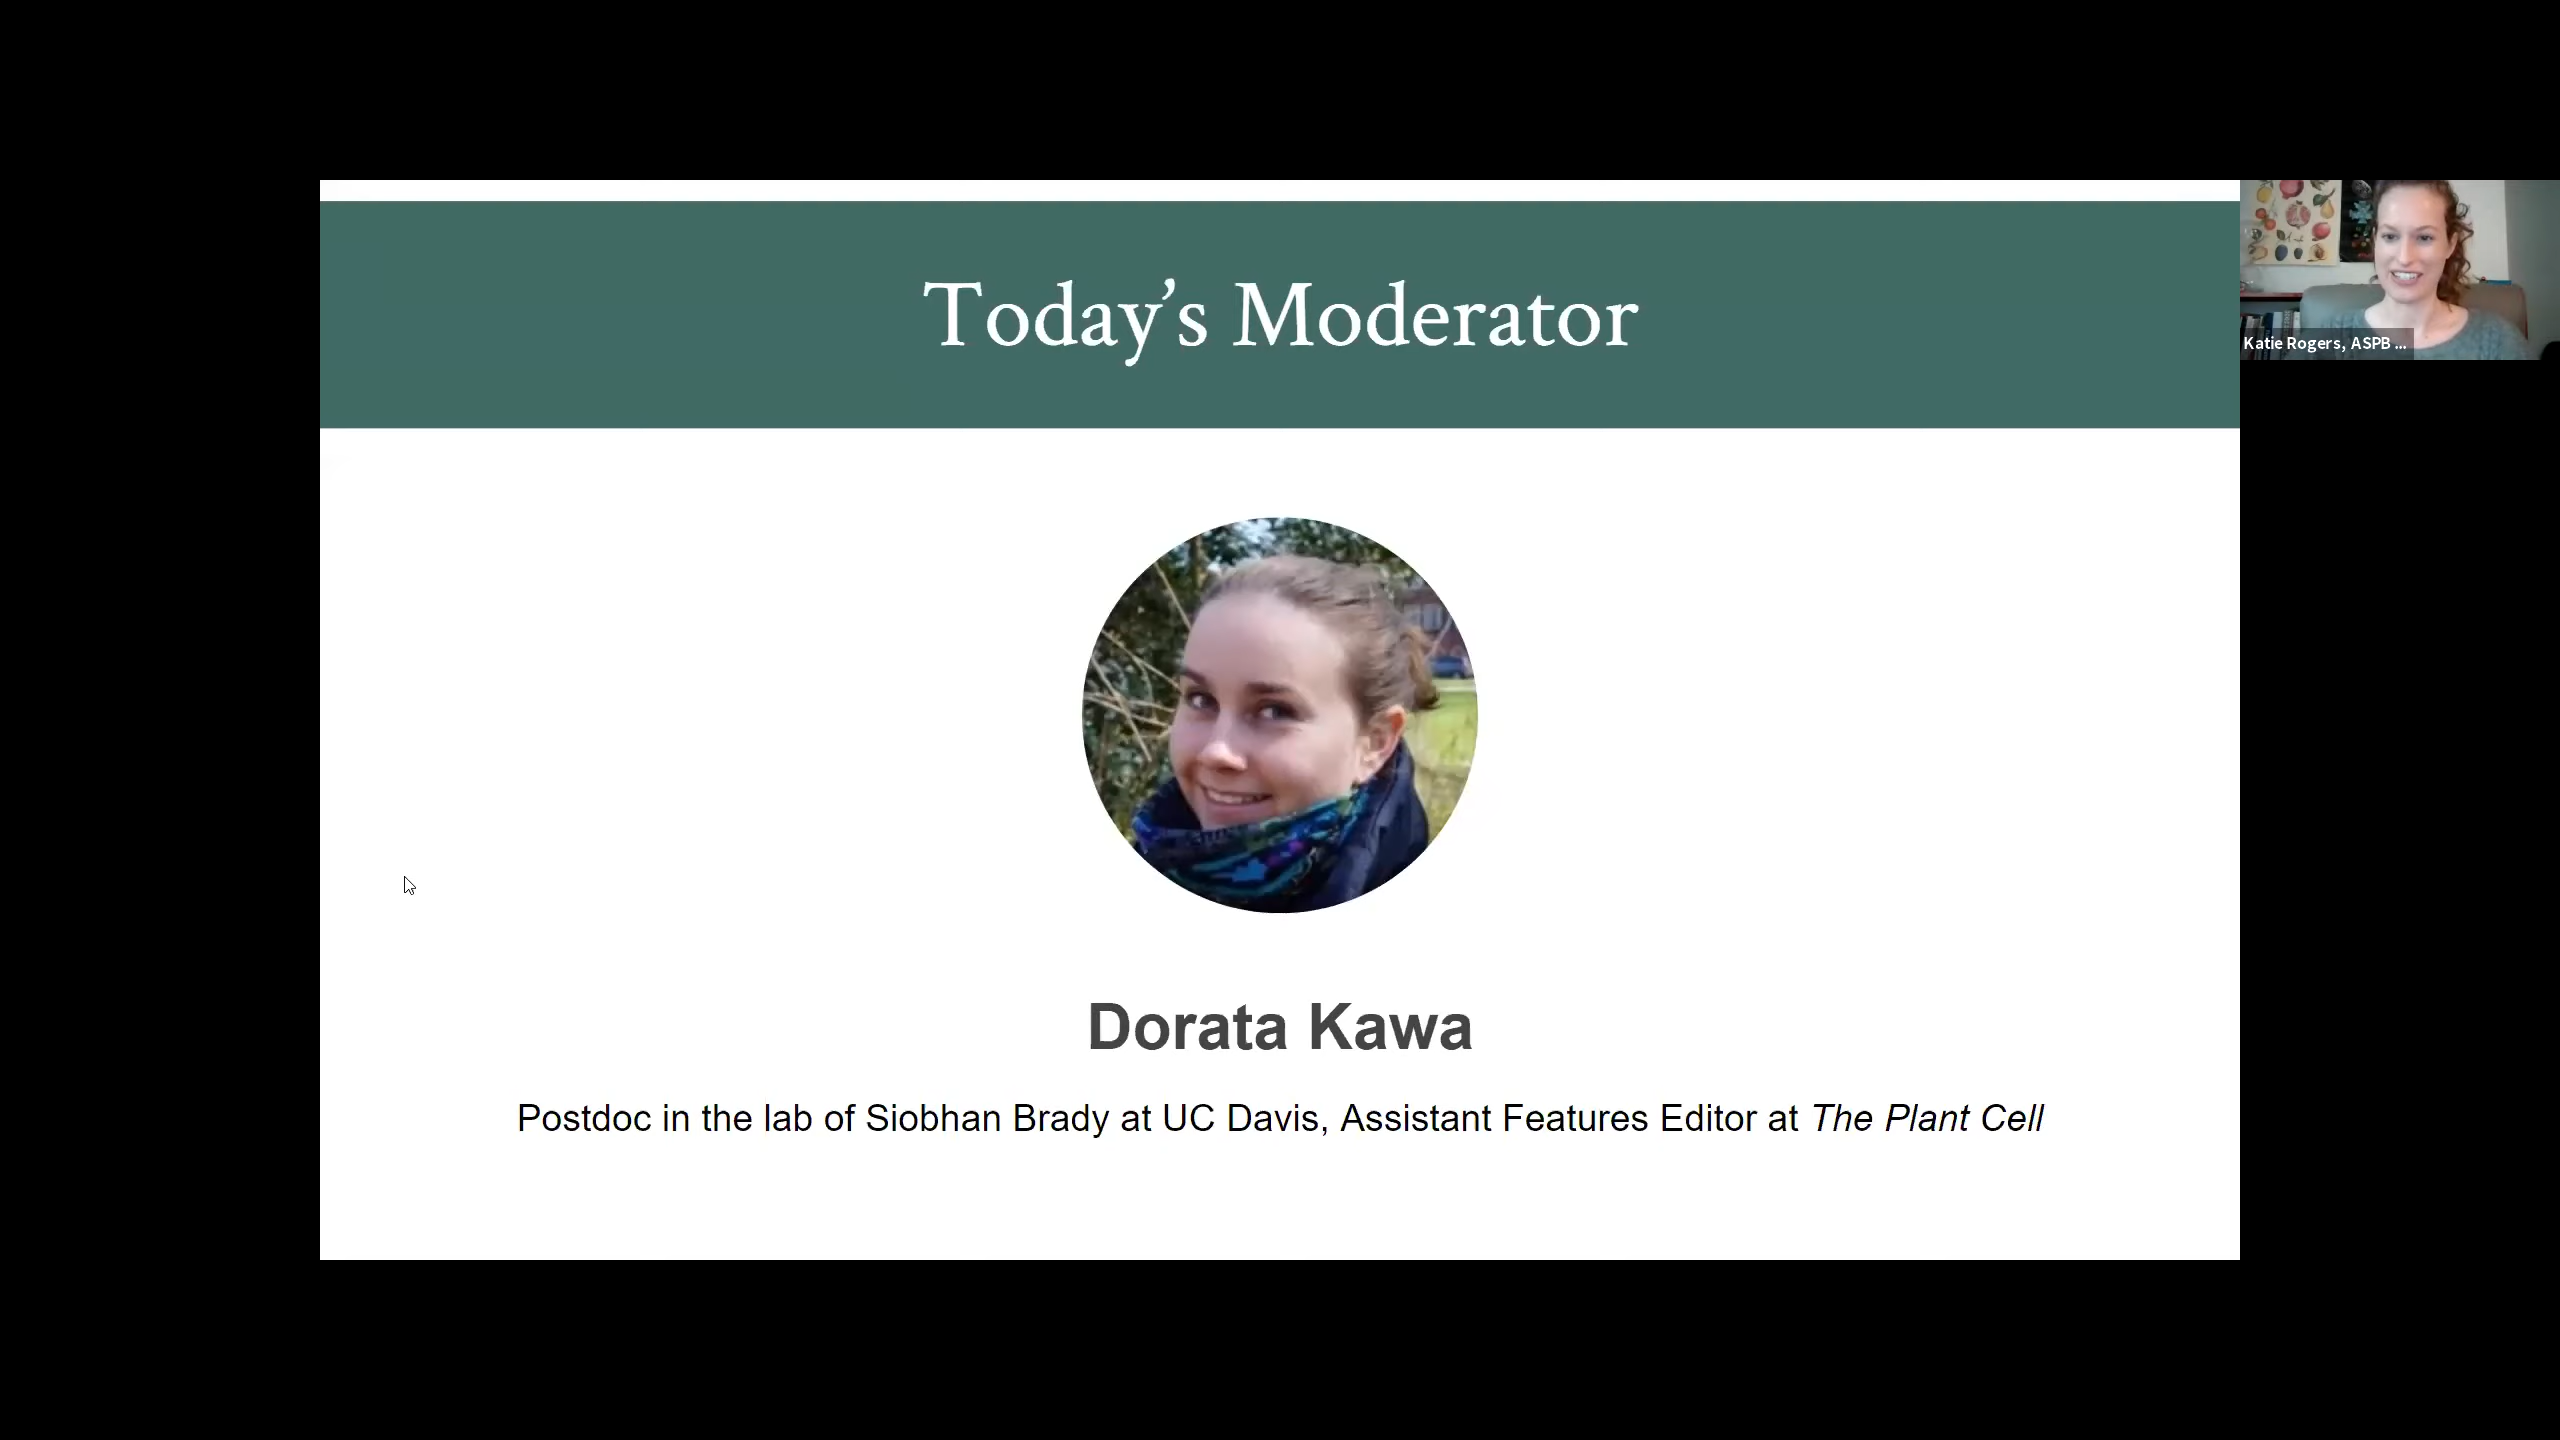 Today’s Moderator
Katie Rogers, ASPB ...
Dorata Kawa
Postdoc in the lab of Siobhan Brady at UC Davis, Assistant Features Editor at The Plant Cell